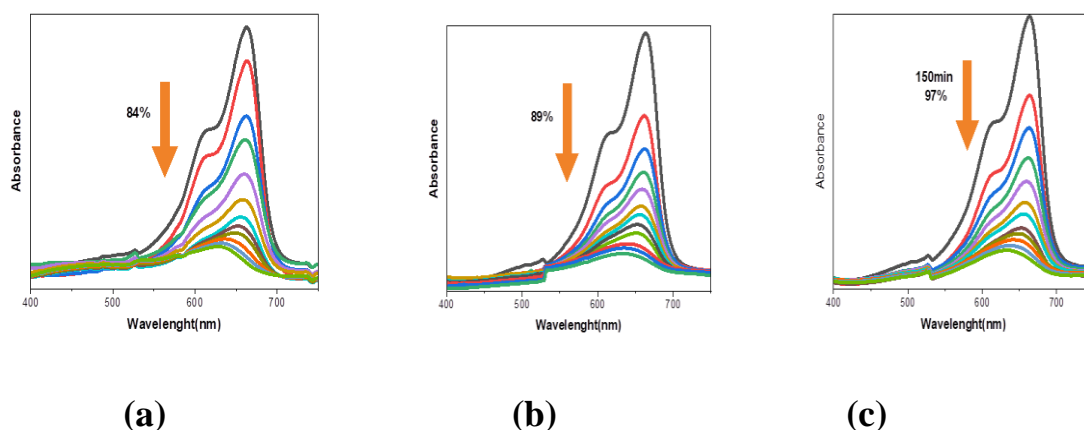 Absorbance
84%
400
500
600
700
Wavelenght(nm)
(a)
Absorbance
89%
400
500
600
700
Wavelenght(nm)
(b)
Absorbance
150min
97%
400
500
600
700
Wavelenght(nm)
(c)